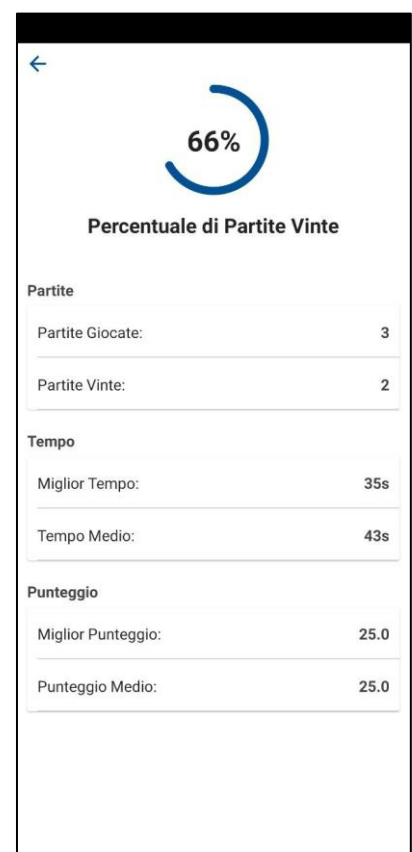 66%
Percentuale di Partite Vinte
Partite
Partite Giocate: 3
Partite Vinte: 2
Tempo
Miglior Tempo: 35s
Tempo Medio: 43s
Punteggio
Miglior Punteggio: 25.0
Punteggio Medio: 25.0